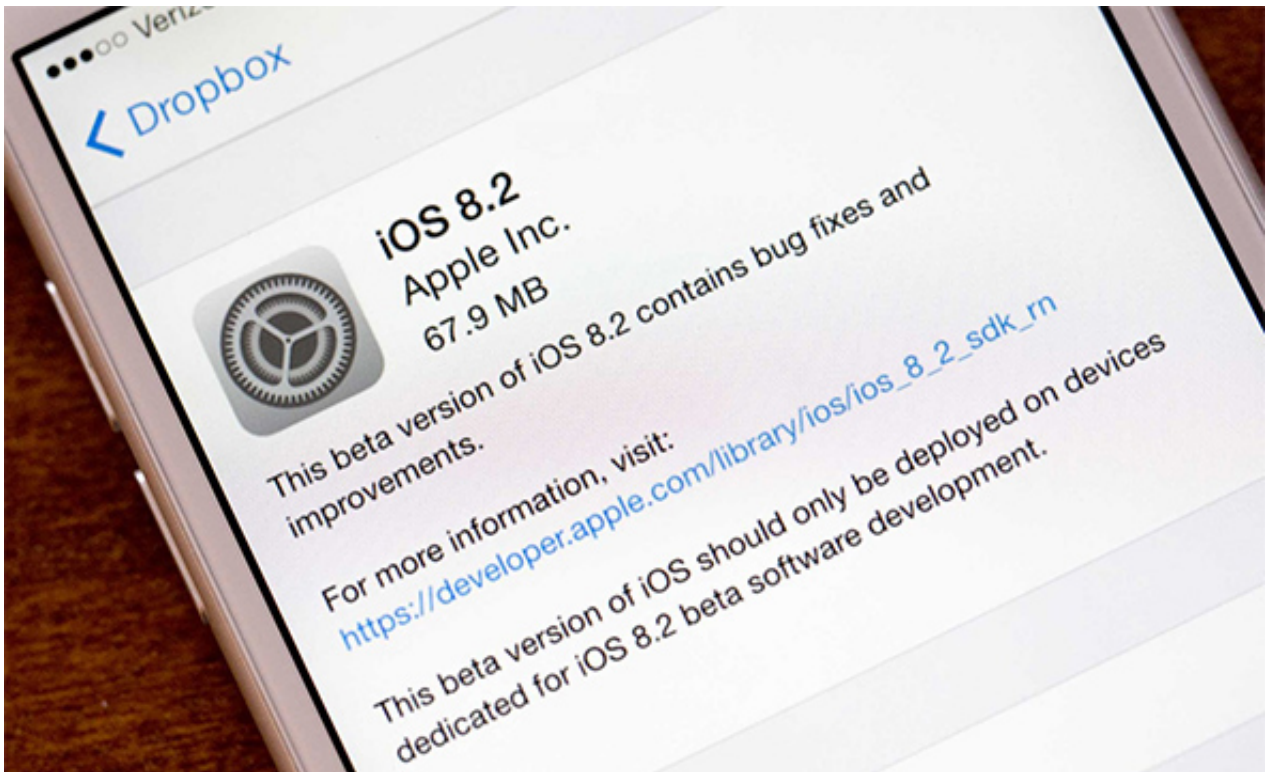 Dropbox
iOS 8.2
Apple Inc.
67.9 MB
This beta version of iOS 8.2 contains bug fixes and
improvements.
For more information, visit:
https://developer.apple.com/library/ios/ios_8_2_sdk_rn
This beta version of iOS should only be deployed on devices
dedicated for iOS 8.2 beta software development.